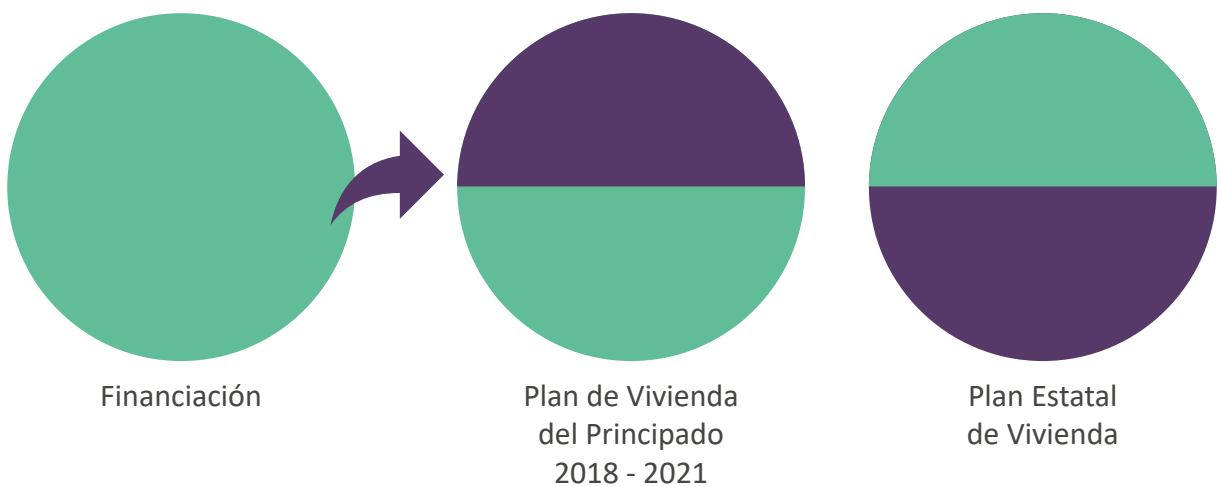 Financiación
Plan de Vivienda
del Principado
2018 - 2021
Plan Estatal
de Vivienda